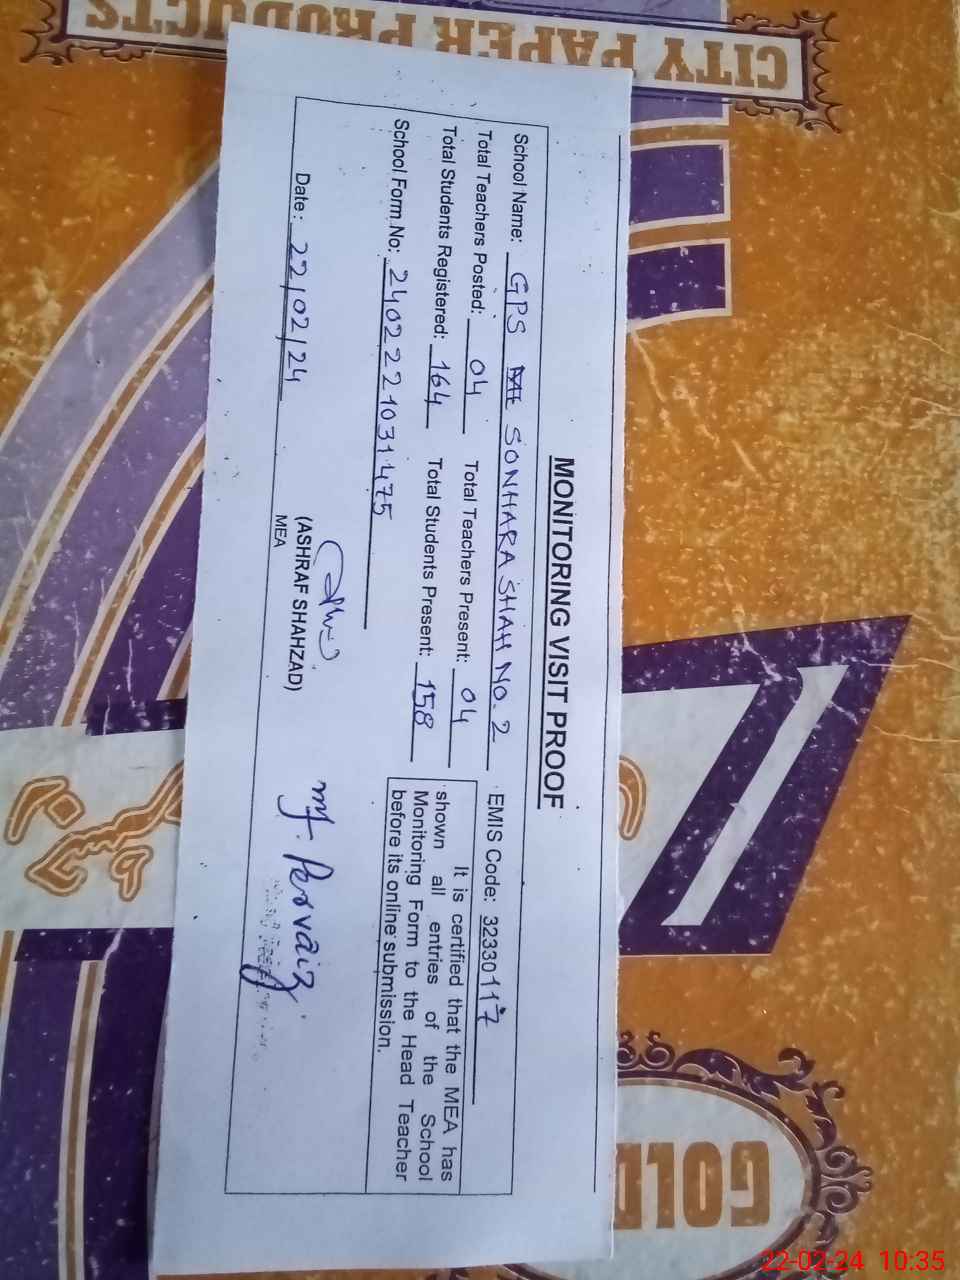 CITY PAPER PRODUCTS
MONITORING VISIT PROOF
School Name: GPS SONHARA SHAH NO. 2 EMIS Code: 32330117
Total Teachers Posted: 04 Total Teachers Present: 04
Total Students Registered: 164 Total Students Present: 158
School Form No: 2402221031475
It is certified that the MEA has
shown all entries of the School
Monitoring Form to the Head Teacher
before its online submission.
Date: 22/02/24
(ASHRAF SHAHZAD)
MEA
M. Pervaiz
GOLD
22-02-24 10:35